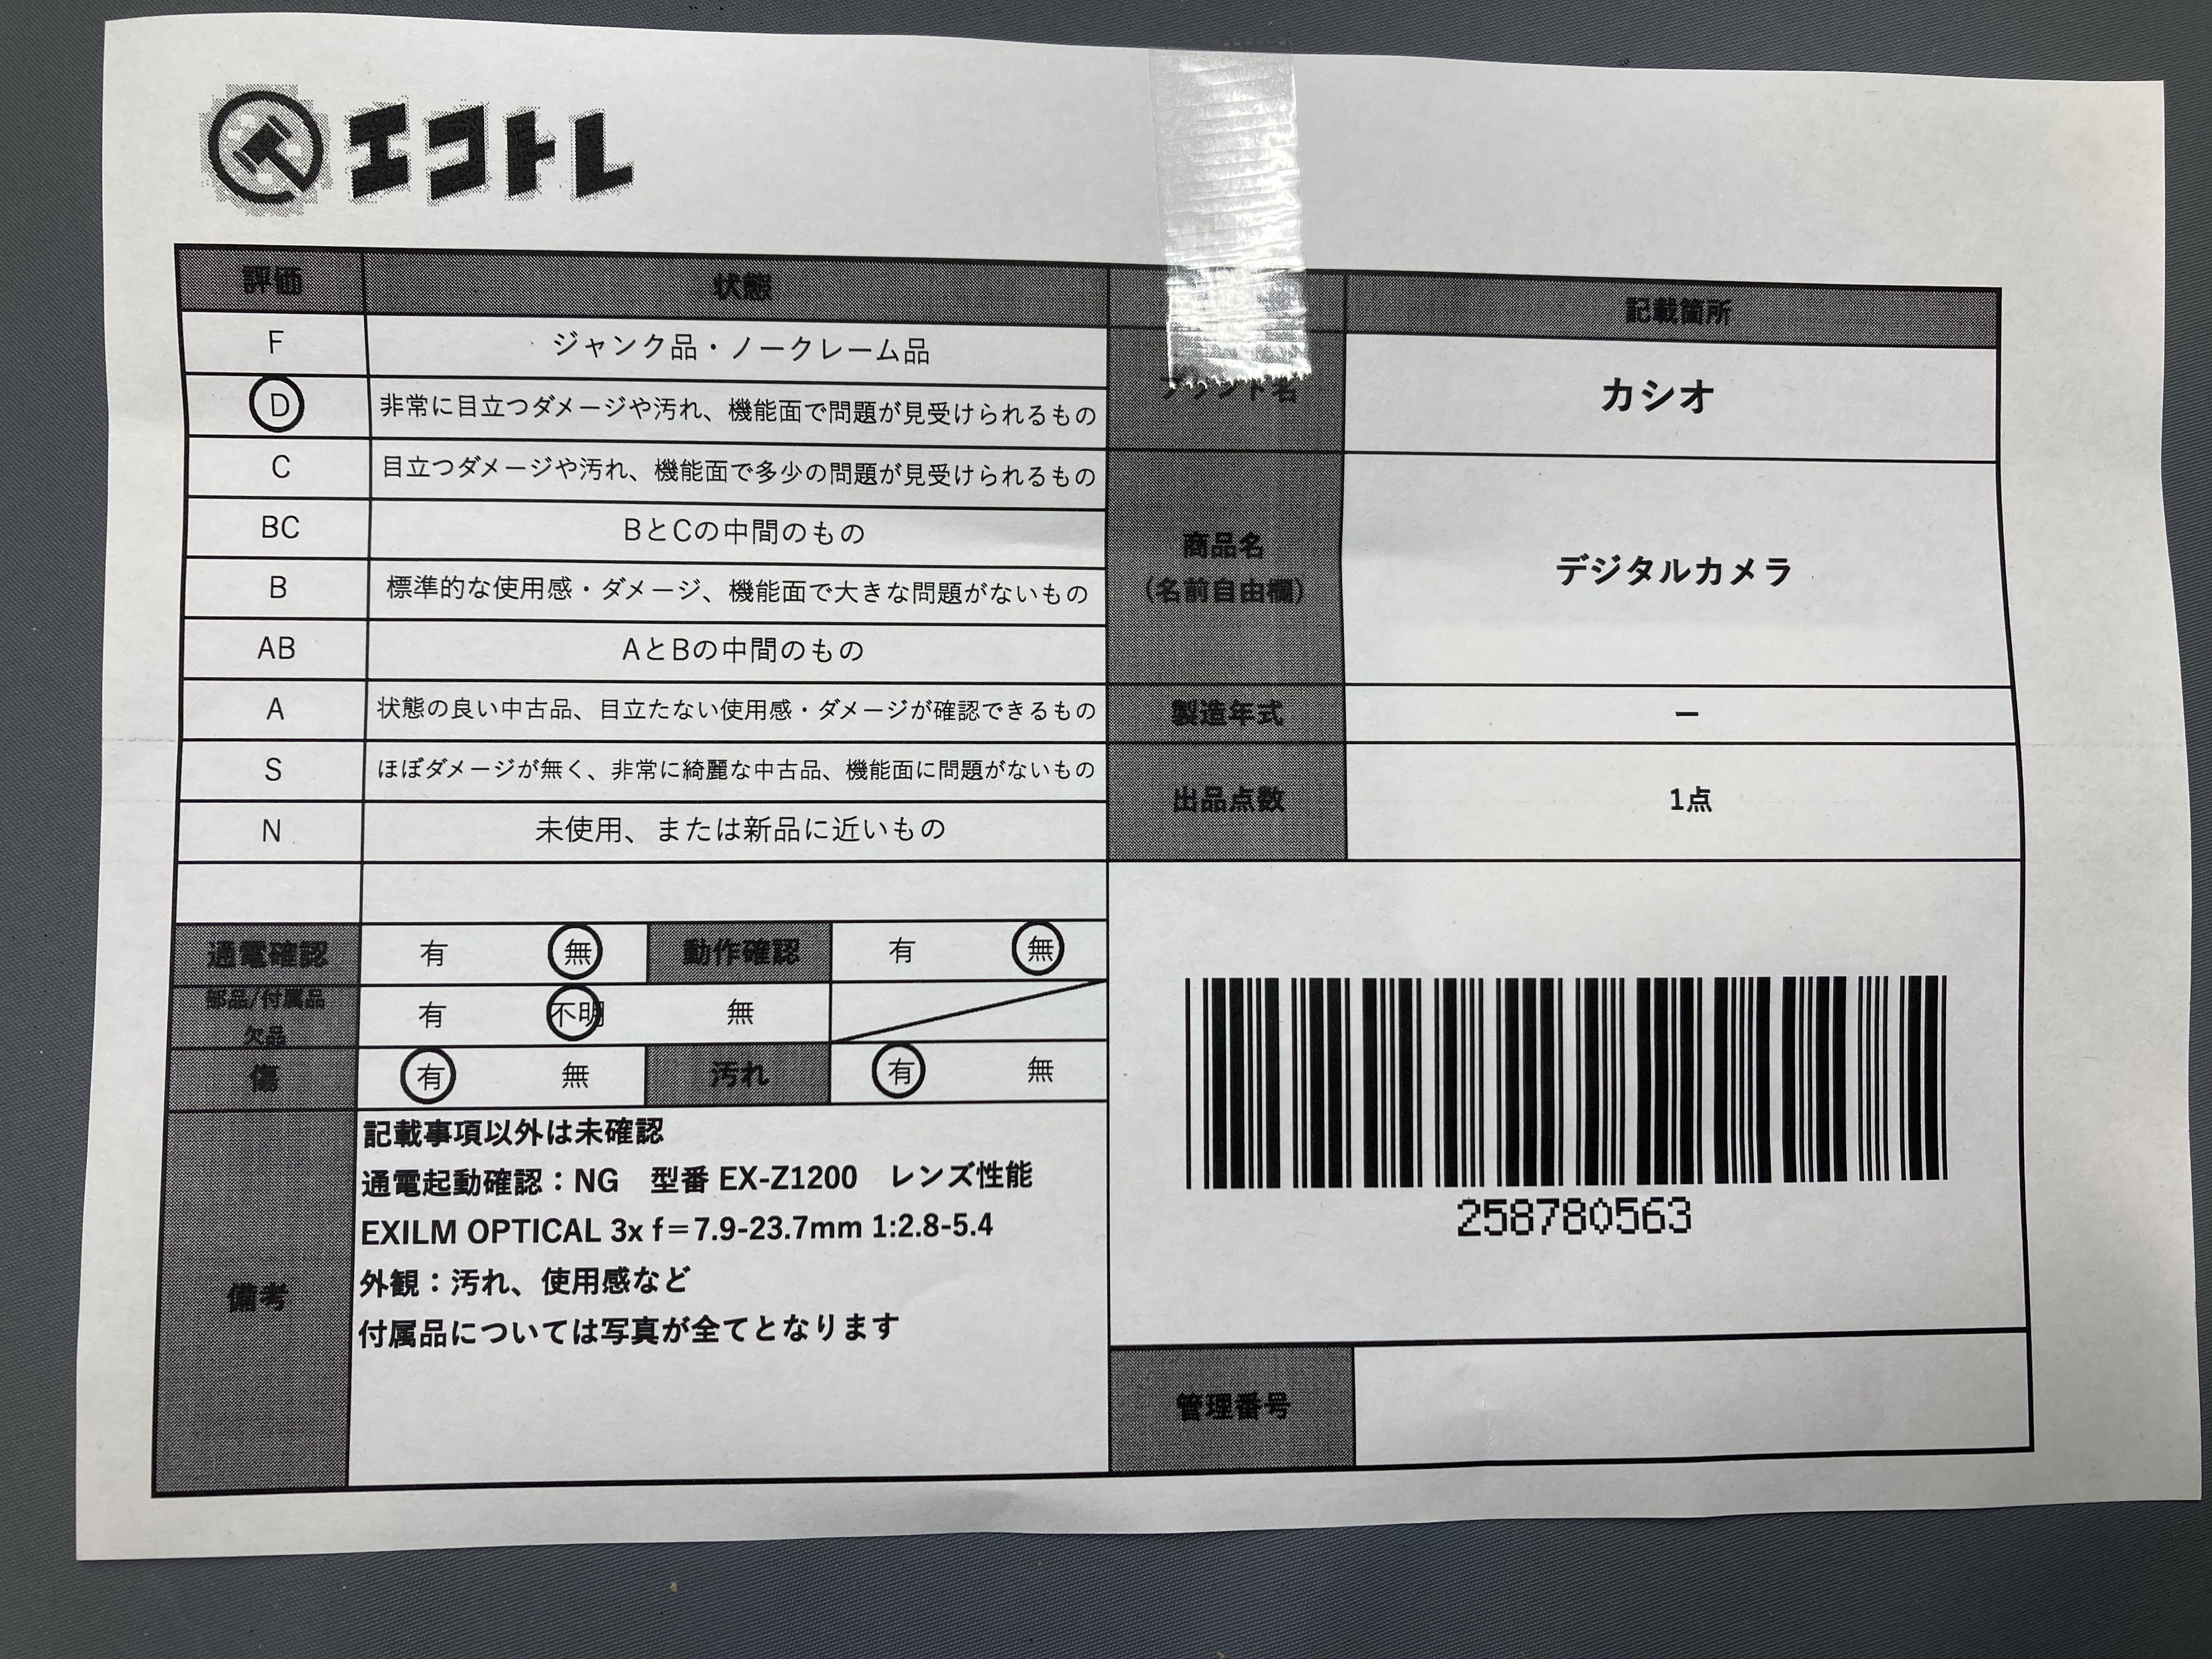 エコトレ
評価 状態
F ジャンク品・ノークレーム品
D 非常に目立つダメージや汚れ、機能面で問題が見受けられるもの
C 目立つダメージや汚れ、機能面で多少の問題が見受けられるもの
BC BとCの中間のもの
B 標準的な使用感・ダメージ、機能面で大きな問題がないもの
AB AとBの中間のもの
A 状態の良い中古品、目立たない使用感・ダメージが確認できるもの
S ほぼダメージが無く、非常に綺麗な中古品、機能面に問題がないもの
N 未使用、または新品に近いもの
通電確認 有 無 動作確認 有 無
部品/付属品
欠品 有 不明 無
傷 有 無 汚れ 有 無
備考
記載事項以外は未確認
通電起動確認：NG 型番 EX-Z1200 レンズ性能
EXILM OPTICAL 3x f＝7.9-23.7mm 1:2.8-5.4
外観：汚れ、使用感など
付属品については写真が全てとなります
記載箇所
ブランド名 カシオ
商品名
(名前自由欄) デジタルカメラ
製造年式 ー
出品点数 1点
258780563
管理番号